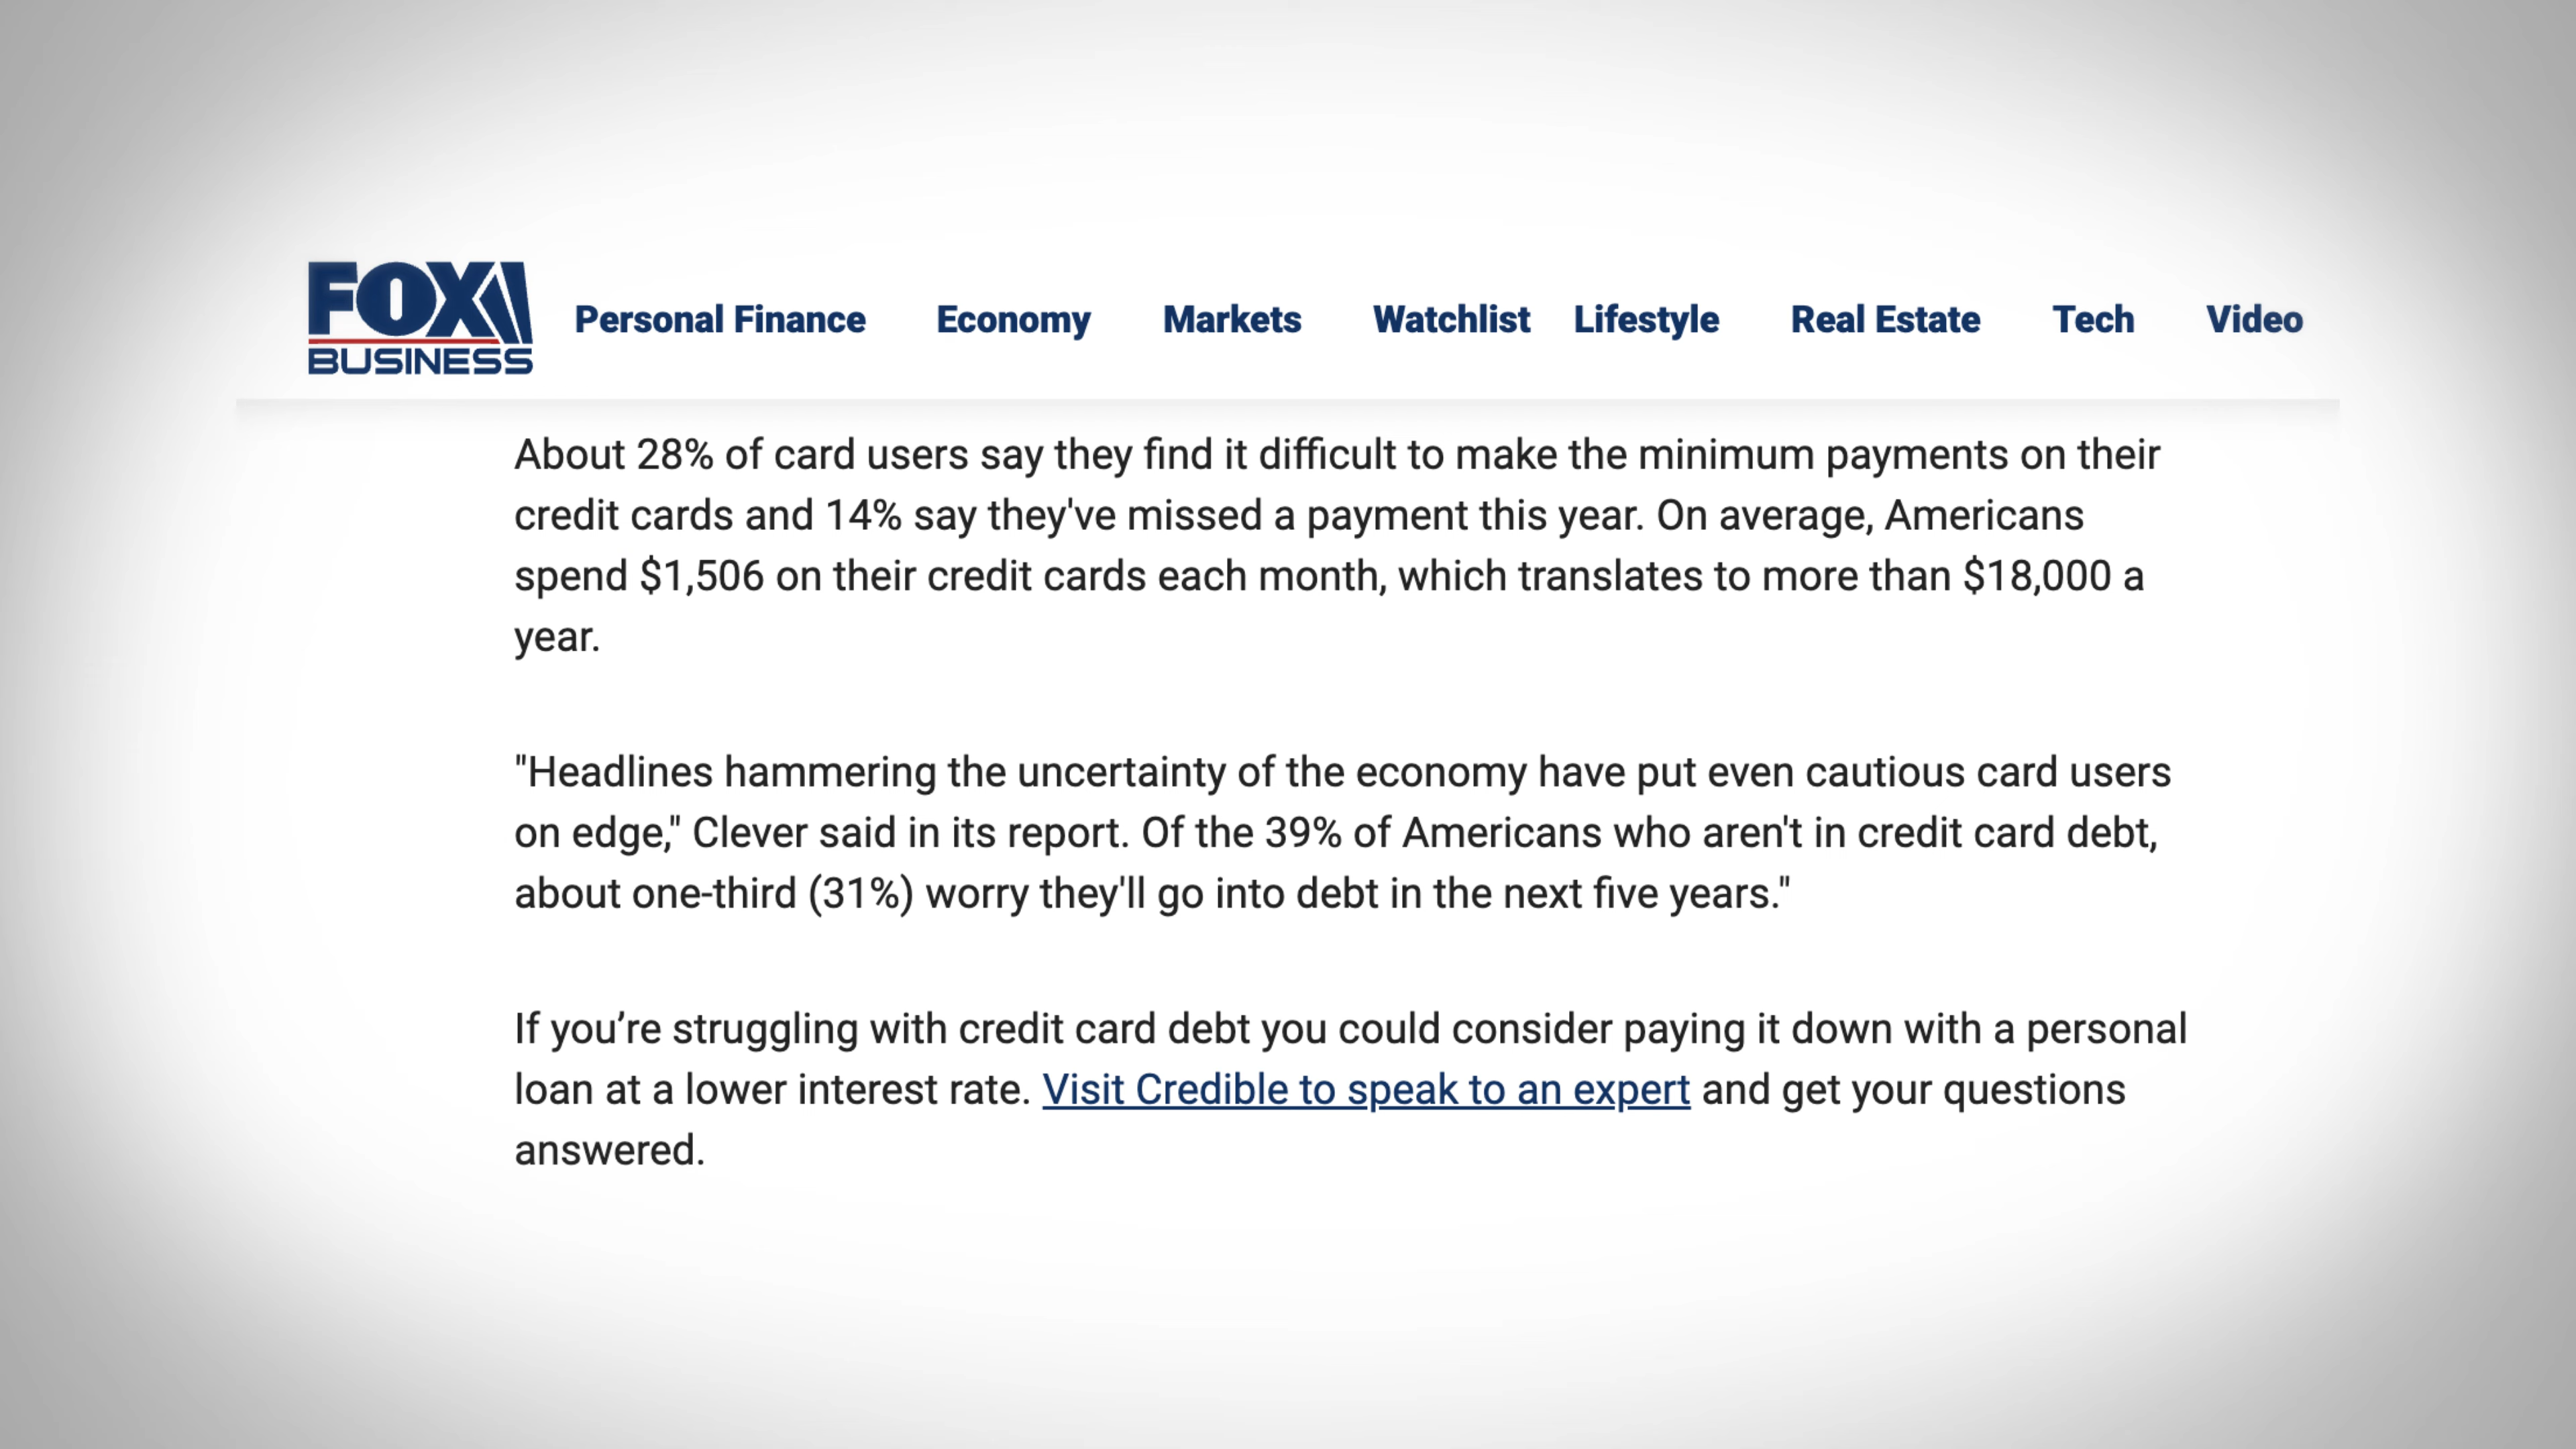 FOX
BUSINESS
Personal Finance Economy Markets Watchlist Lifestyle Real Estate Tech Video
About 28% of card users say they find it difficult to make the minimum payments on their
credit cards and 14% say they've missed a payment this year. On average, Americans
spend $1,506 on their credit cards each month, which translates to more than $18,000 a
year.
"Headlines hammering the uncertainty of the economy have put even cautious card users
on edge," Clever said in its report. Of the 39% of Americans who aren't in credit card debt,
about one-third (31%) worry they'll go into debt in the next five years."
If you’re struggling with credit card debt you could consider paying it down with a personal
loan at a lower interest rate. Visit Credible to speak to an expert and get your questions
answered.